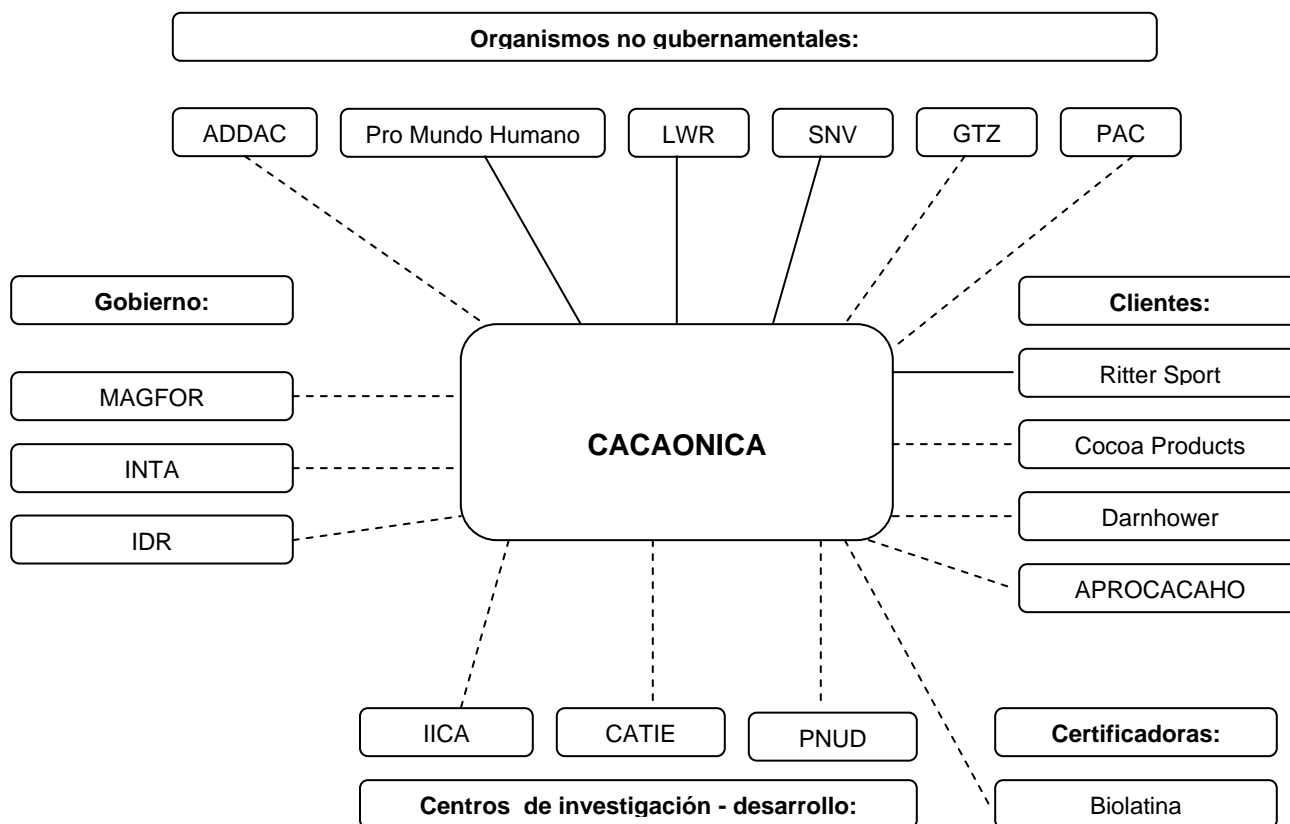 Organismos no gubernamentales:
ADDAC
Pro Mundo Humano
LWR
SNV
GTZ
PAC
Gobierno:
Clientes:
MAGFOR
Ritter Sport
CACAONICA
Cocoa Products
INTA
Darnhower
IDR
APROCACAHO
IICA
CATIE
PNUD
Certificadoras:
Centros de investigación - desarrollo:
Biolatina